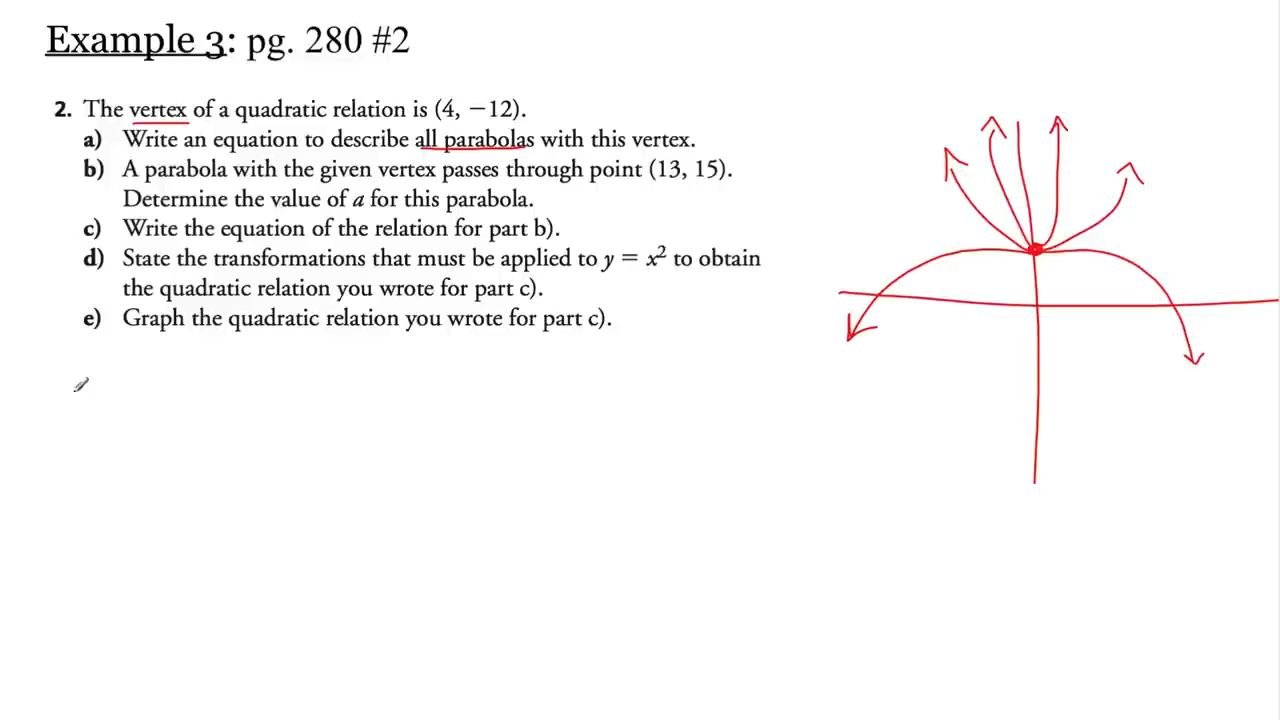 Example 3: pg. 280 #2
2. The vertex of a quadratic relation is (4, −12).
a) Write an equation to describe all parabolas with this vertex.
b) A parabola with the given vertex passes through point (13, 15).
Determine the value of a for this parabola.
c) Write the equation of the relation for part b).
d) State the transformations that must be applied to y = x² to obtain
the quadratic relation you wrote for part c).
e) Graph the quadratic relation you wrote for part c).